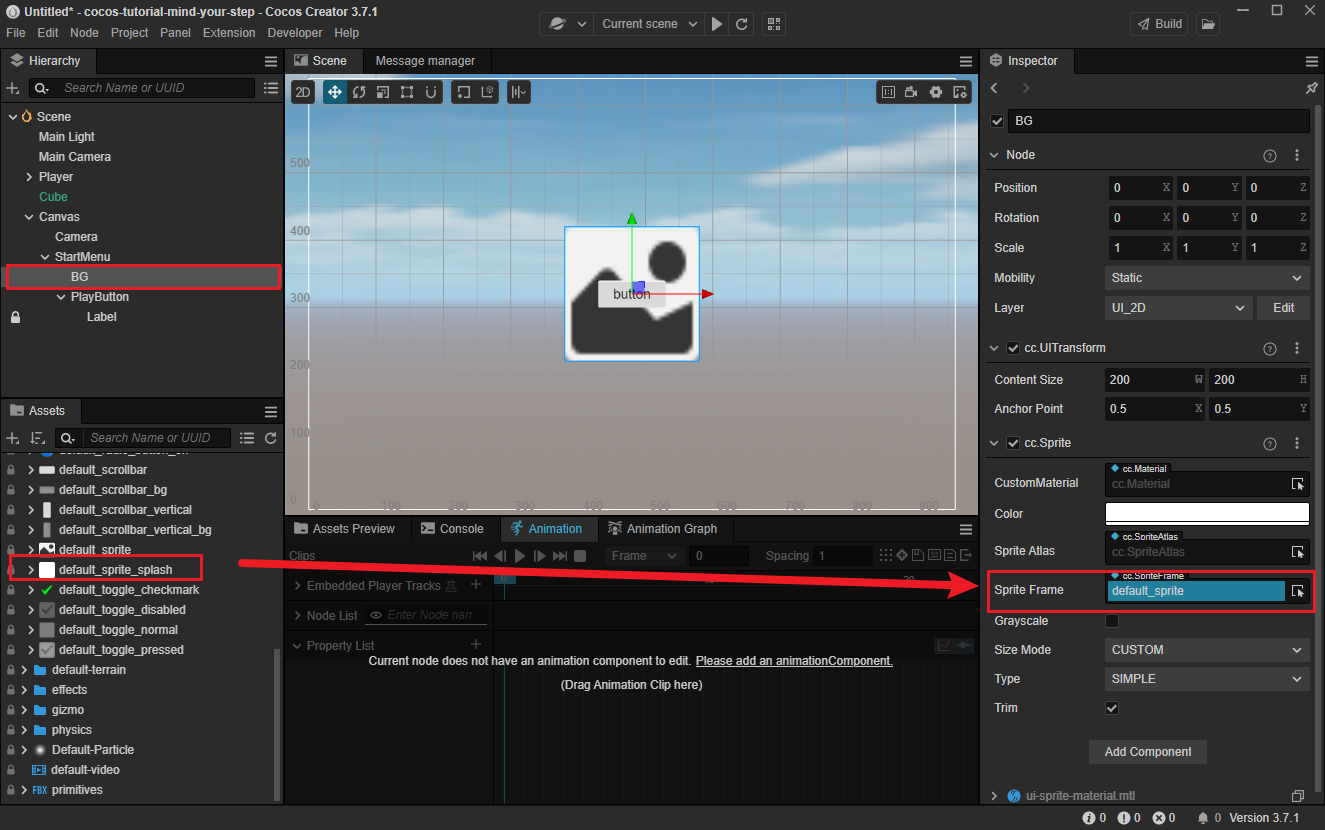 Untitled* - cocos-tutorial-mind-your-step - Cocos Creator 3.7.1
File Edit Node Project Panel Extension Developer Help
Current scene
Build
Hierarchy
Search Name or UUID
Scene
Main Light
Main Camera
Player
Cube
Canvas
Camera
StartMenu
BG
PlayButton
Label
Assets
Search Name or UUID
default_scrollbar
default_scrollbar_bg
default_scrollbar_vertical
default_scrollbar_vertical_bg
default_sprite
default_sprite_splash
default_toggle_checkmark
default_toggle_disabled
default_toggle_normal
default_toggle_pressed
default-terrain
effects
gizmo
physics
Default-Particle
default-video
FBX primitives
Scene Message manager
2D
500
400
300
200
100
0
0 100 200 300 400 500 600 700 800 900
button
Assets Preview Console Animation Animation Graph
Clips Frame 0 Spacing 1
Embedded Player Tracks
Node List Enter Node nam
Property List
Current node does not have an animation component to edit. Please add an animationComponent.
(Drag Animation Clip here)
Inspector
BG
Node
Position 0 X 0 Y 0 Z
Rotation 0 X 0 Y 0 Z
Scale 1 X 1 Y 1 Z
Mobility Static
Layer UI_2D Edit
cc.UITransform
Content Size 200 W 200 H
Anchor Point 0.5 X 0.5 Y
cc.Sprite
cc.Material
CustomMaterial cc.Material
Color
cc.SpriteAtlas
Sprite Atlas cc.SpriteAtlas
cc.SpriteFrame
Sprite Frame default_sprite
Grayscale
Size Mode CUSTOM
Type SIMPLE
Trim
Add Component
ui-sprite-material.mtl
0 0 0 0 Version 3.7.1